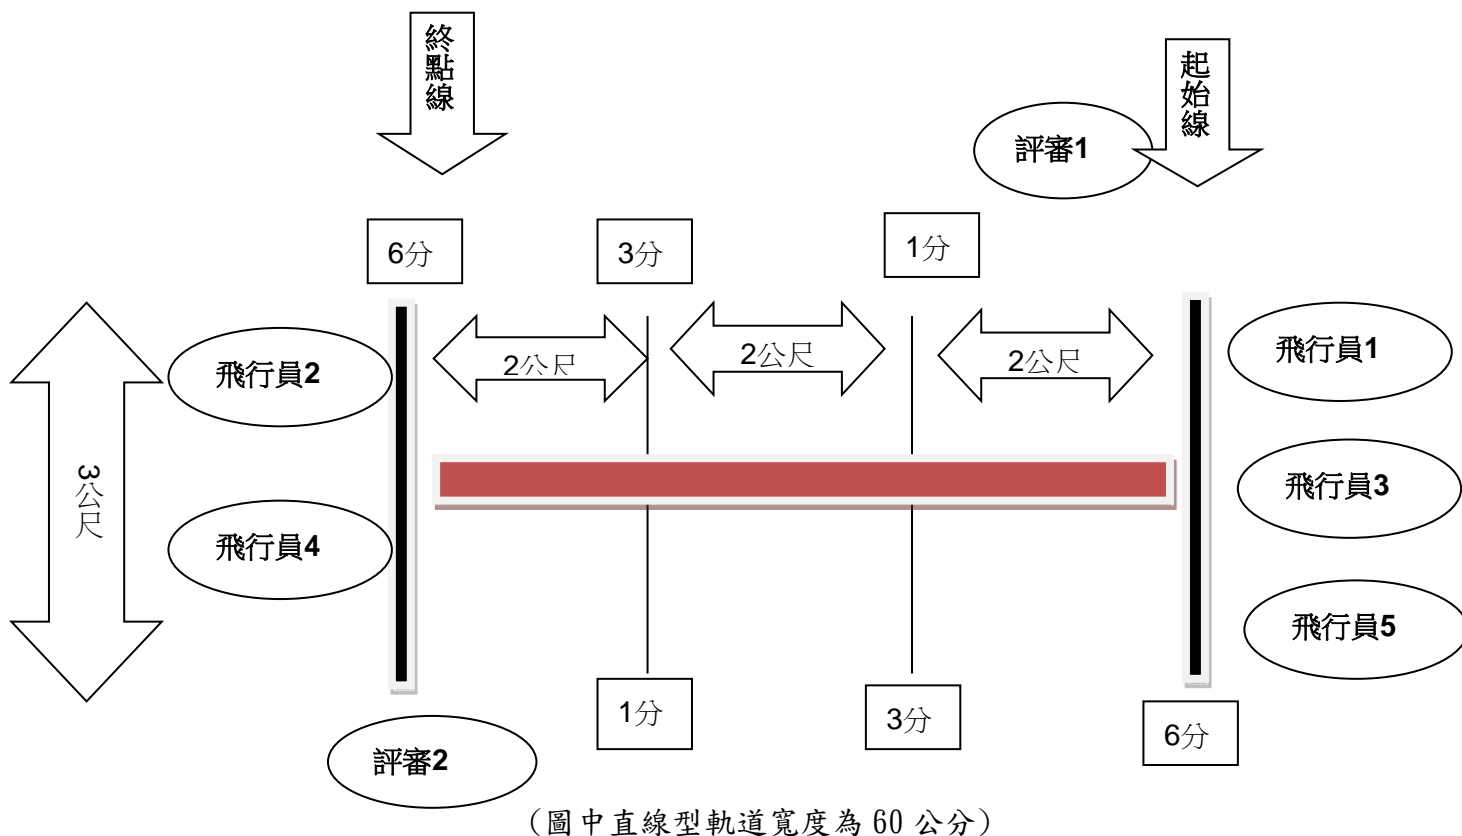 終點線
起始線
評審1
6分
3分
1分
2公尺
2公尺
2公尺
飛行員2
飛行員1
3公尺
飛行員3
飛行員4
飛行員5
1分
3分
6分
評審2
（圖中直線型軌道寬度為 60 公分）